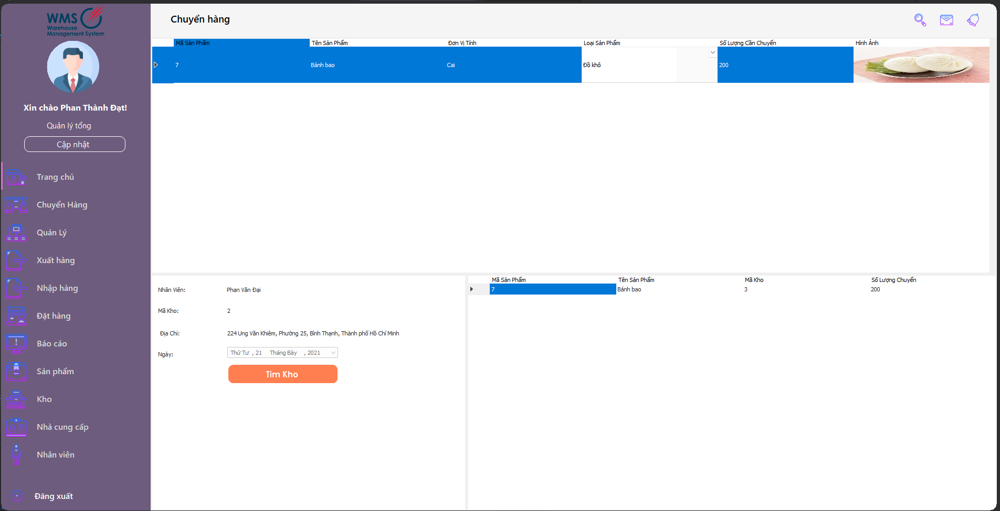 WMS
Warehouse
Management System
Xin chào Phan Thành Đạt!
Quản lý tổng
Cập nhật
Trang chủ
Chuyển Hàng
Quản Lý
Xuất hàng
Nhập hàng
Đặt hàng
Báo cáo
Sản phẩm
Kho
Nhà cung cấp
Nhân viên
Đăng xuất
Chuyển hàng
Mã Sản Phẩm Tên Sản Phẩm Đơn Vị Tính Loại Sản Phẩm Số Lượng Cần Chuyển Hình Ảnh
7 Bánh bao Cai Đồ khô 200
Nhân Viên: Phan Văn Đại
Mã Kho: 2
Địa Chỉ: 224 Ung Văn Khiêm, Phường 25, Bình Thạnh, Thành phố Hồ Chí Minh
Ngày: Thứ Tư , 21 Tháng Bảy , 2021
Tìm Kho
Mã Sản Phẩm Tên Sản Phẩm Mã Kho Số Lượng Chuyển
7 Bánh bao 3 200